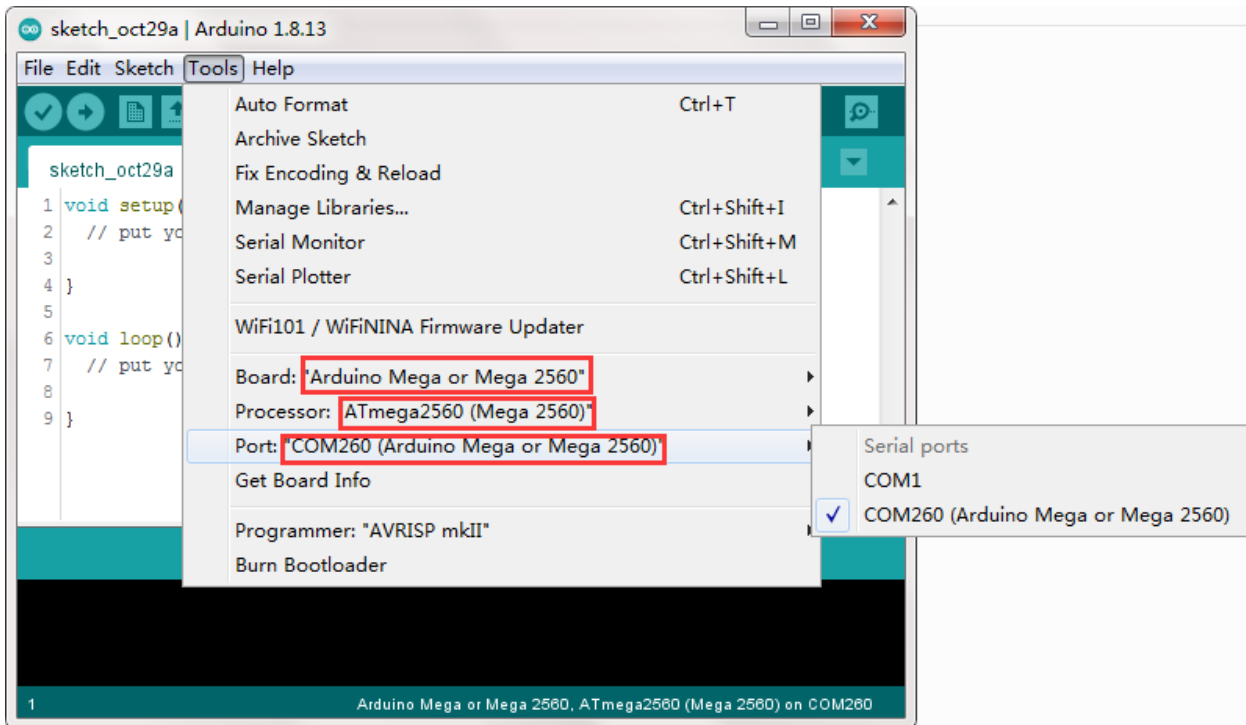 sketch_oct29a | Arduino 1.8.13
File Edit Sketch Tools Help
sketch_oct29a
Auto Format Ctrl+T
Archive Sketch
Fix Encoding & Reload
Manage Libraries... Ctrl+Shift+I
Serial Monitor Ctrl+Shift+M
Serial Plotter Ctrl+Shift+L
WiFi101 / WiFiNINA Firmware Updater
Board: "Arduino Mega or Mega 2560"
Processor: "ATmega2560 (Mega 2560)"
Port: "COM260 (Arduino Mega or Mega 2560)"
Get Board Info
Programmer: "AVRISP mkII"
Burn Bootloader
Serial ports
COM1
COM260 (Arduino Mega or Mega 2560)
1 void setup(
2 // put yo
3
4 }
5
6 void loop()
7 // put yo
8
9 }
1 Arduino Mega or Mega 2560, ATmega2560 (Mega 2560) on COM260